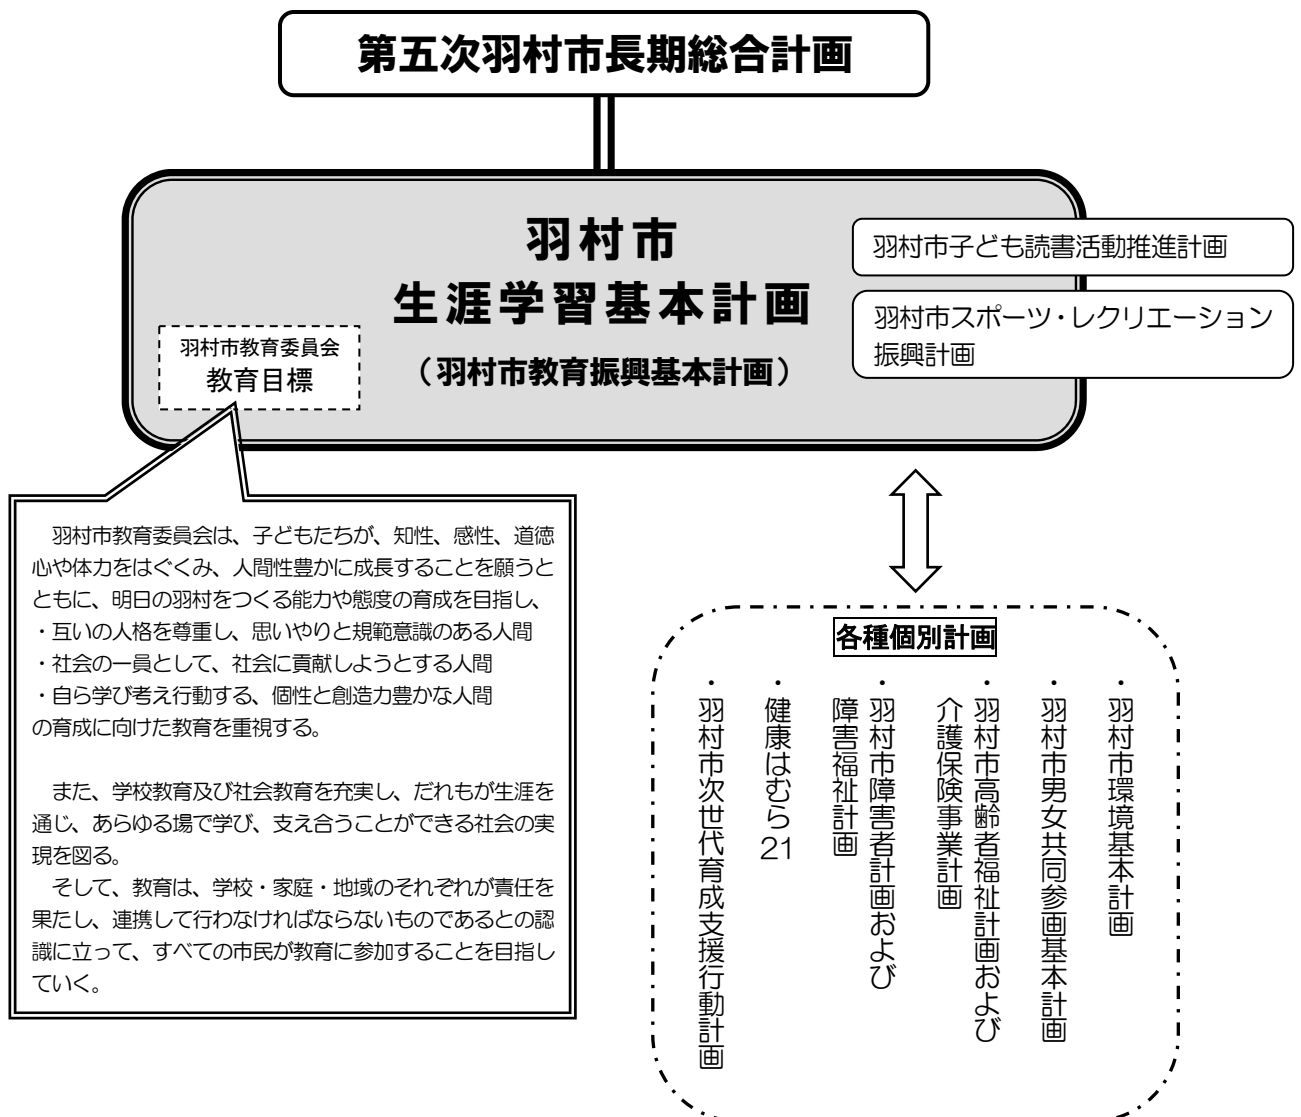 第五次羽村市長期総合計画
羽村市
生涯学習基本計画
（羽村市教育振興基本計画）
羽村市子ども読書活動推進計画
羽村市スポーツ・レクリエーション
振興計画
羽村市教育委員会
教育目標
羽村市教育委員会は、子どもたちが、知性、感性、道徳
心や体力をはぐくみ、人間性豊かに成長することを願うと
ともに、明日の羽村をつくる能力や態度の育成を目指し、
・互いの人格を尊重し、思いやりと規範意識のある人間
・社会の一員として、社会に貢献しようとする人間
・自ら学び考え行動する、個性と創造力豊かな人間
の育成に向けた教育を重視する。
また、学校教育及び社会教育を充実し、だれもが生涯を
通じ、あらゆる場で学び、支え合うことができる社会の実
現を図る。
そして、教育は、学校・家庭・地域のそれぞれが責任を
果たし、連携して行わなければならないものであるとの認
識に立って、すべての市民が教育に参加することを目指し
ていく。
各種個別計画
・羽村市環境基本計画
・羽村市男女共同参画基本計画
・羽村市高齢者福祉計画および
介護保険事業計画
・羽村市障害者計画および
障害福祉計画
・健康はむら21
・羽村市次世代育成支援行動計画